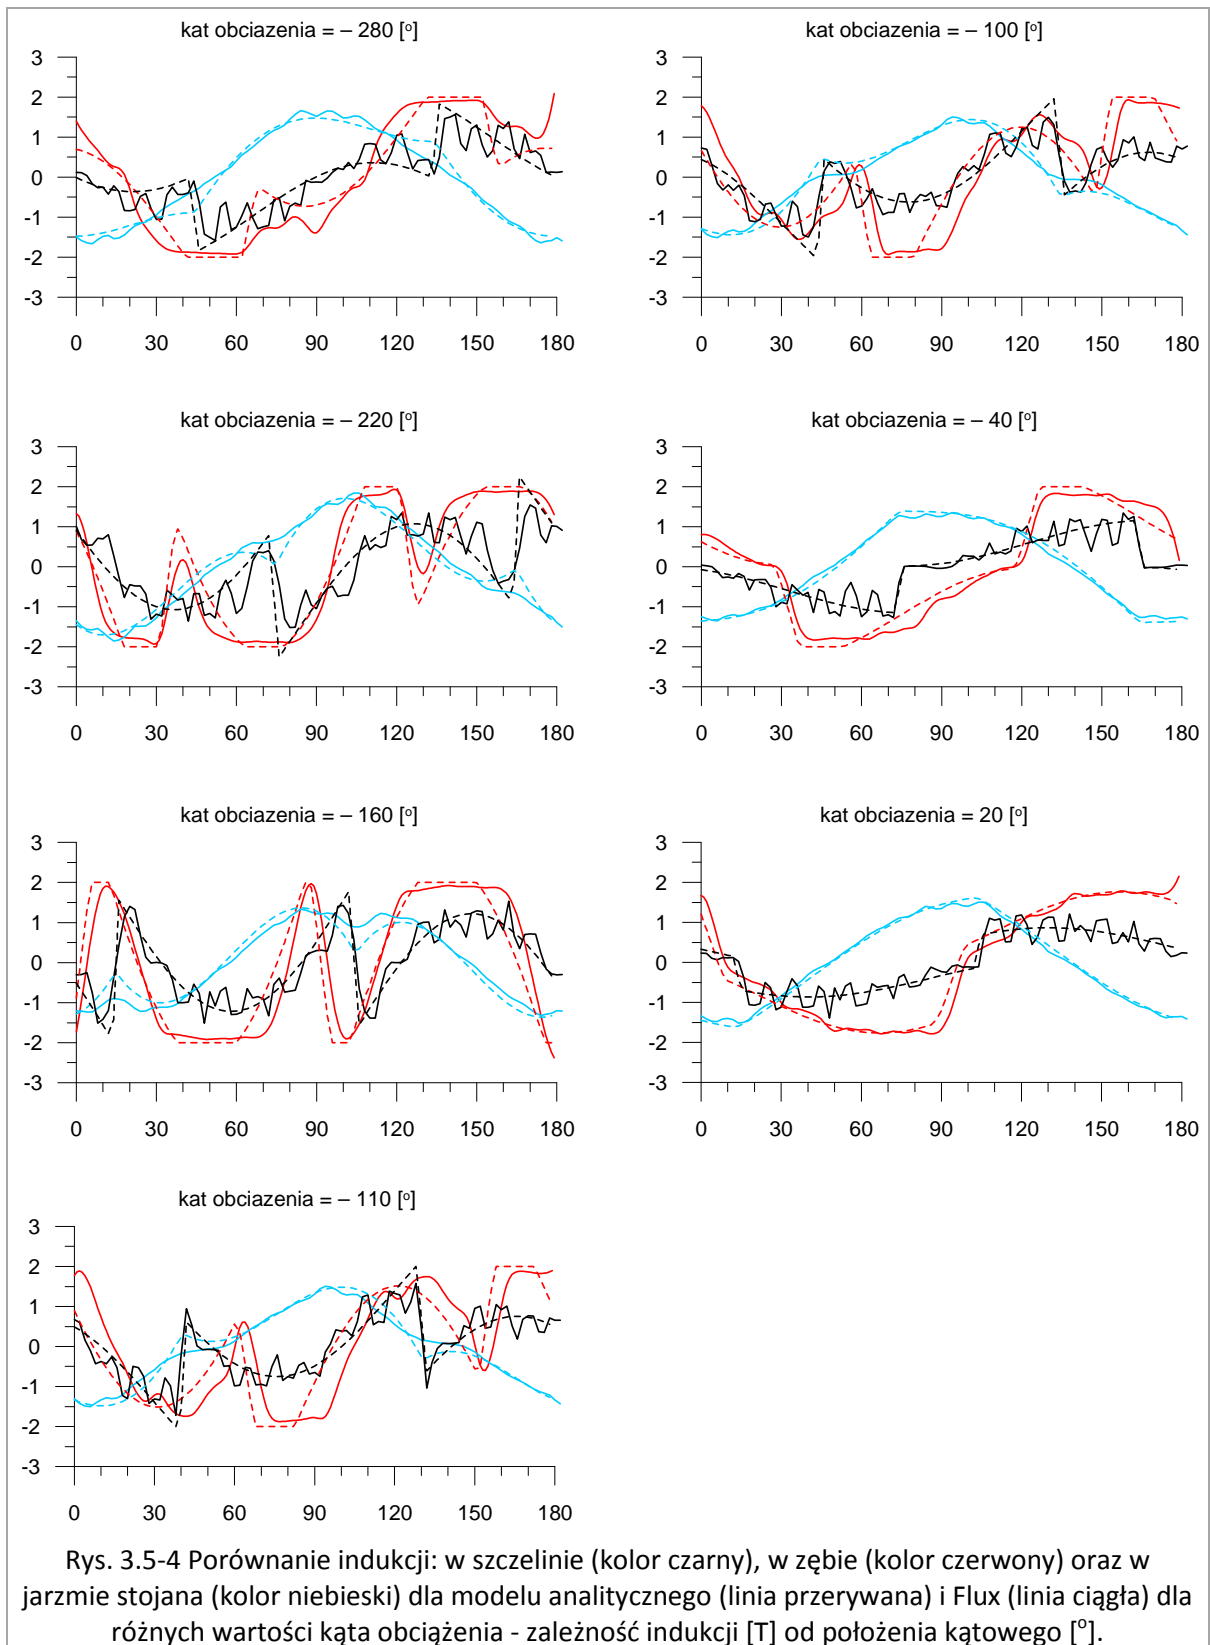 kat obciazenia = – 280 [º]
3
2
1
0
-1
-2
-3
0 30 60 90 120 150 180
kat obciazenia = – 100 [º]
3
2
1
0
-1
-2
-3
0 30 60 90 120 150 180
kat obciazenia = – 220 [º]
3
2
1
0
-1
-2
-3
0 30 60 90 120 150 180
kat obciazenia = – 40 [º]
3
2
1
0
-1
-2
-3
0 30 60 90 120 150 180
kat obciazenia = – 160 [º]
3
2
1
0
-1
-2
-3
0 30 60 90 120 150 180
kat obciazenia = 20 [º]
3
2
1
0
-1
-2
-3
0 30 60 90 120 150 180
kat obciazenia = – 110 [º]
3
2
1
0
-1
-2
-3
0 30 60 90 120 150 180
Rys. 3.5-4 Porównanie indukcji: w szczelinie (kolor czarny), w zębie (kolor czerwony) oraz w
jarzmie stojana (kolor niebieski) dla modelu analitycznego (linia przerywana) i Flux (linia ciągła) dla
różnych wartości kąta obciążenia - zależność indukcji [T] od położenia kątowego [º].